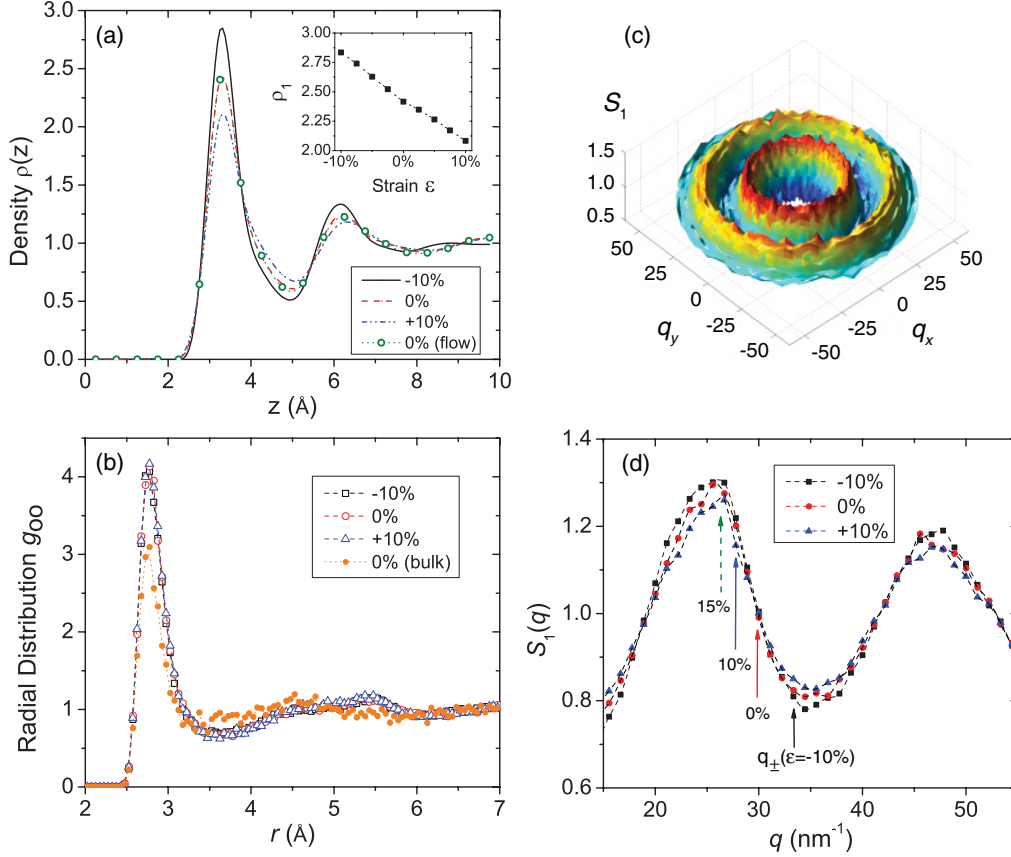 (a)
3.0
2.5
2.0
1.5
1.0
0.5
0.0
Density ρ(z)
0 2 4 6 8 10
z (Å)
3.00
2.75
2.50
2.25
2.00
ρ1
-10% 0% 10%
Strain ε
-10%
0%
+10%
0% (flow)
(c)
S1
1.5
1.0
0.5
50
25
0
-25
-50
qy
50
25
0
-25
-50
qx
(b)
4
3
2
1
0
Radial Distribution gOO
2 3 4 5 6 7
r (Å)
-10%
0%
+10%
0% (bulk)
(d)
1.4
1.2
1.0
0.8
0.6
S1(q)
20 30 40 50
q (nm-1)
-10%
0%
+10%
15%
10%
0%
q±(ε=-10%)